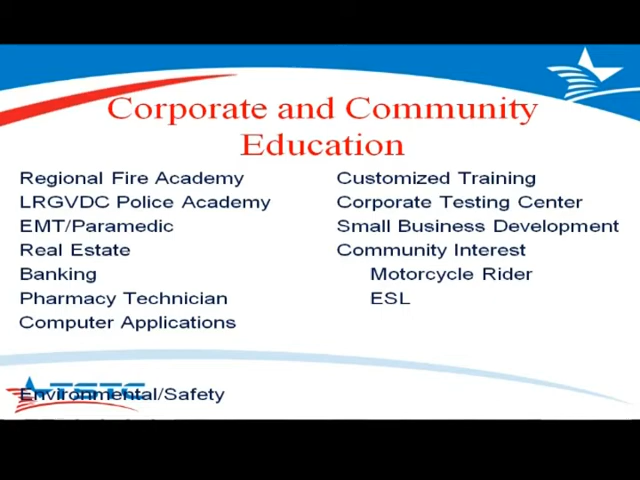 Corporate and Community
Education
Regional Fire Academy
LRGVDC Police Academy
EMT/Paramedic
Real Estate
Banking
Pharmacy Technician
Computer Applications
Environmental/Safety
TSTC
Customized Training
Corporate Testing Center
Small Business Development
Community Interest
Motorcycle Rider
ESL